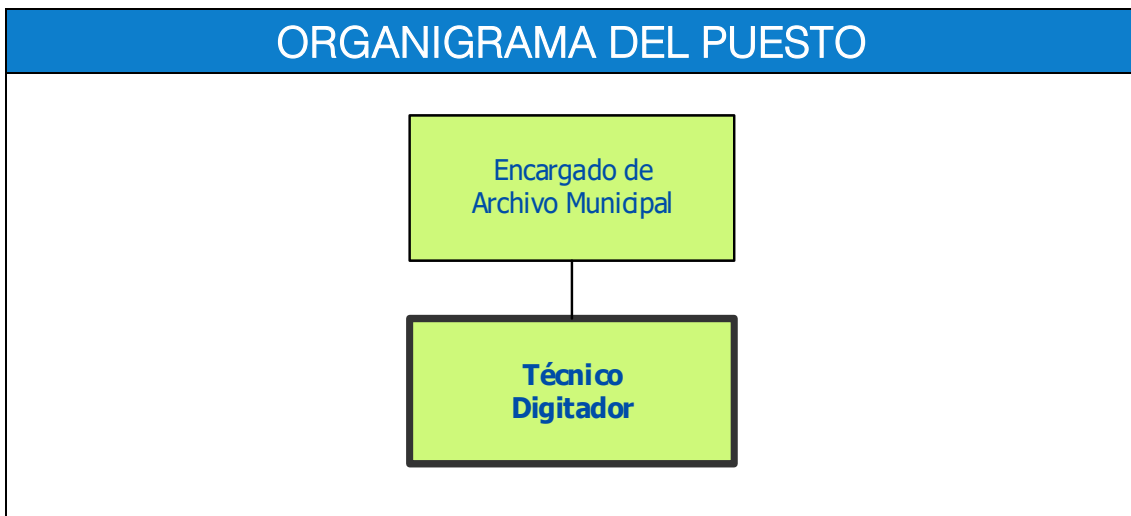 ORGANIGRAMA DEL PUESTO
Encargado de
Archivo Municipal
Técnico
Digitador